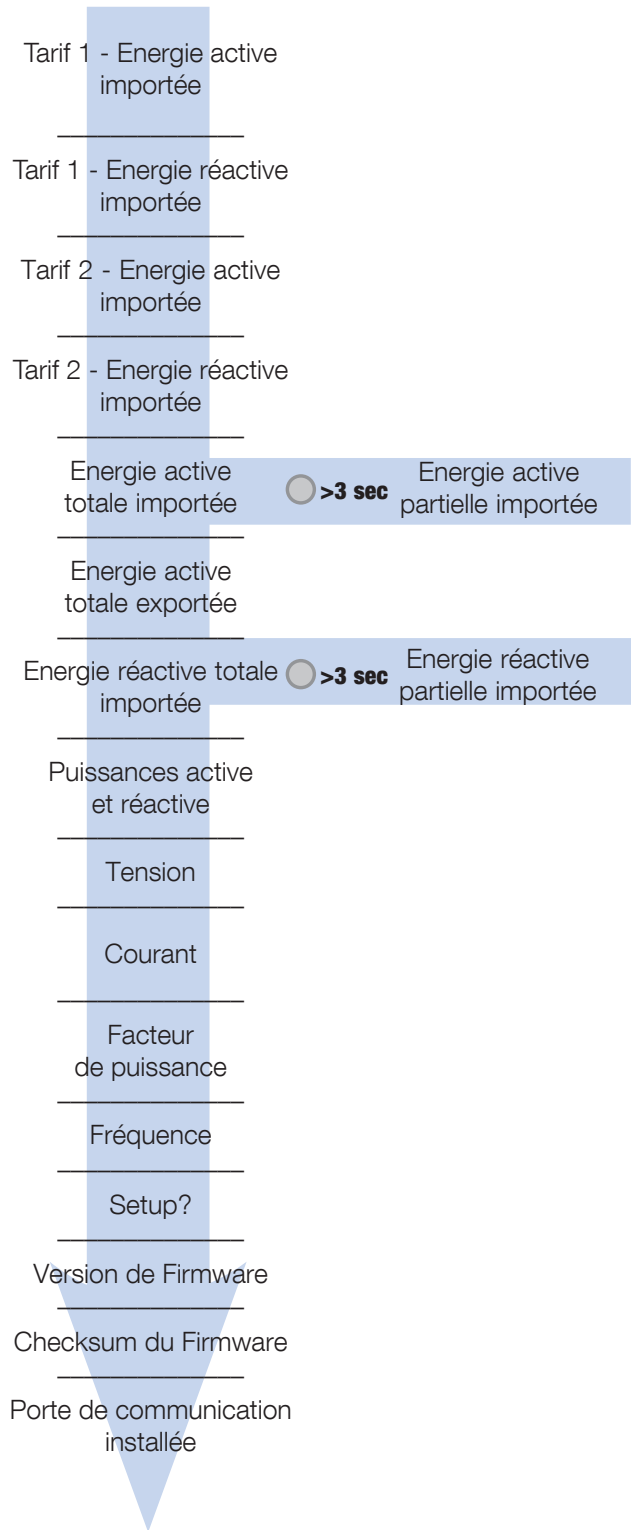 Tarif 1 - Energie active
importée
Tarif 1 - Energie réactive
importée
Tarif 2 - Energie active
importée
Tarif 2 - Energie réactive
importée
Energie active
totale importée
>3 sec
Energie active
partielle importée
Energie active
totale exportée
Energie réactive totale
importée
>3 sec
Energie réactive
partielle importée
Puissances active
et réactive
Tension
Courant
Facteur
de puissance
Fréquence
Setup?
Version de Firmware
Checksum du Firmware
Porte de communication
installée